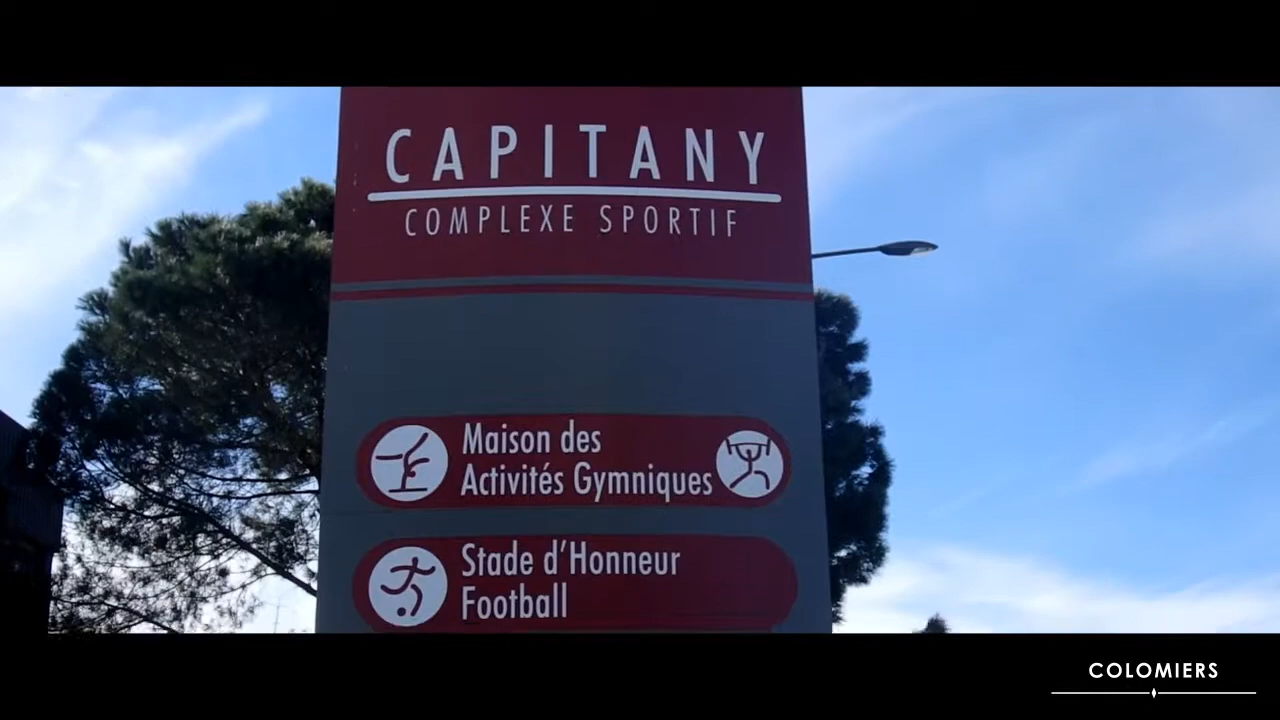 CAPITANY
COMPLEXE SPORTIF
Maison des
Activités Gymniques
Stade d'Honneur
Football
COLOMIERS